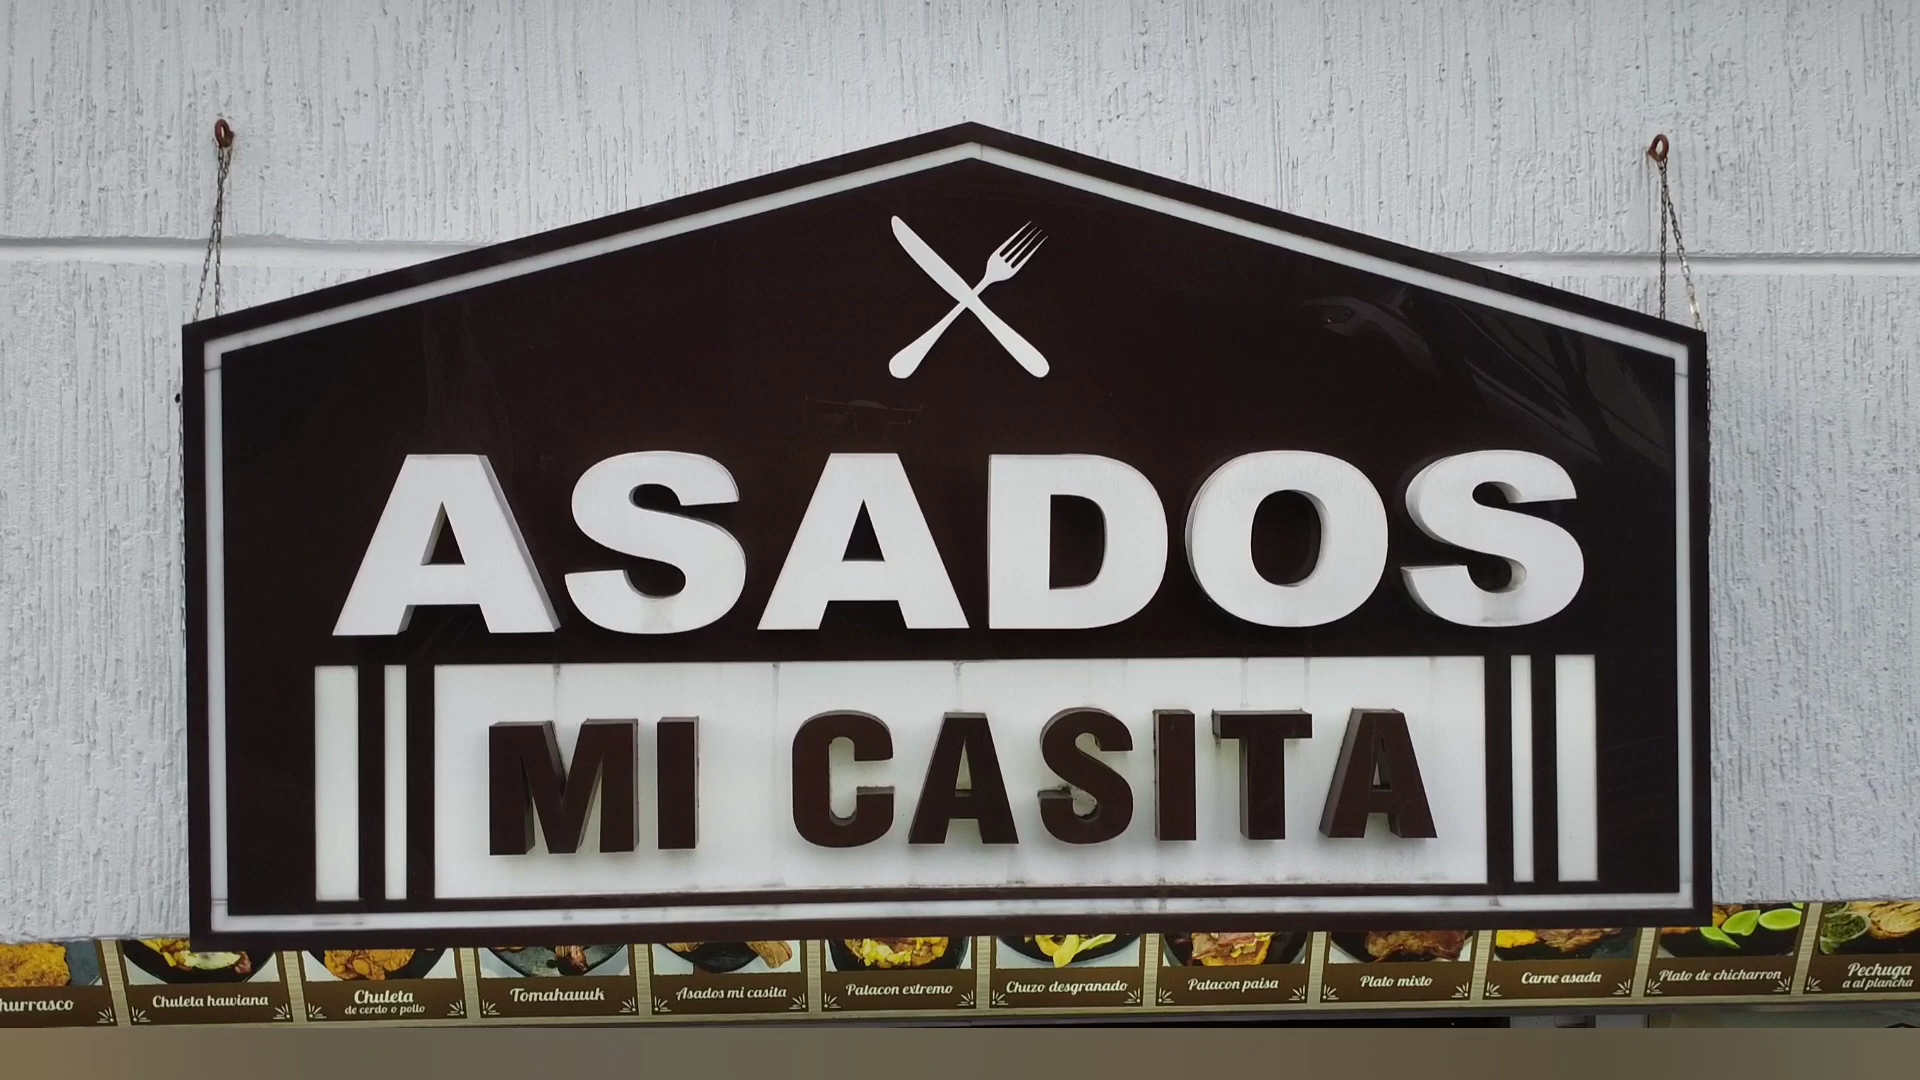 ASADOS
MI CASITA
hurrasco
Chuleta hawiana
Chuleta
de cerdo o pollo
Tomahauuk
Asados mi casita
Patacon extremo
Chuzo desgranado
Patacon paisa
Plato mixto
Carne asada
Plato de chicharron
Pechuga
a al plancha